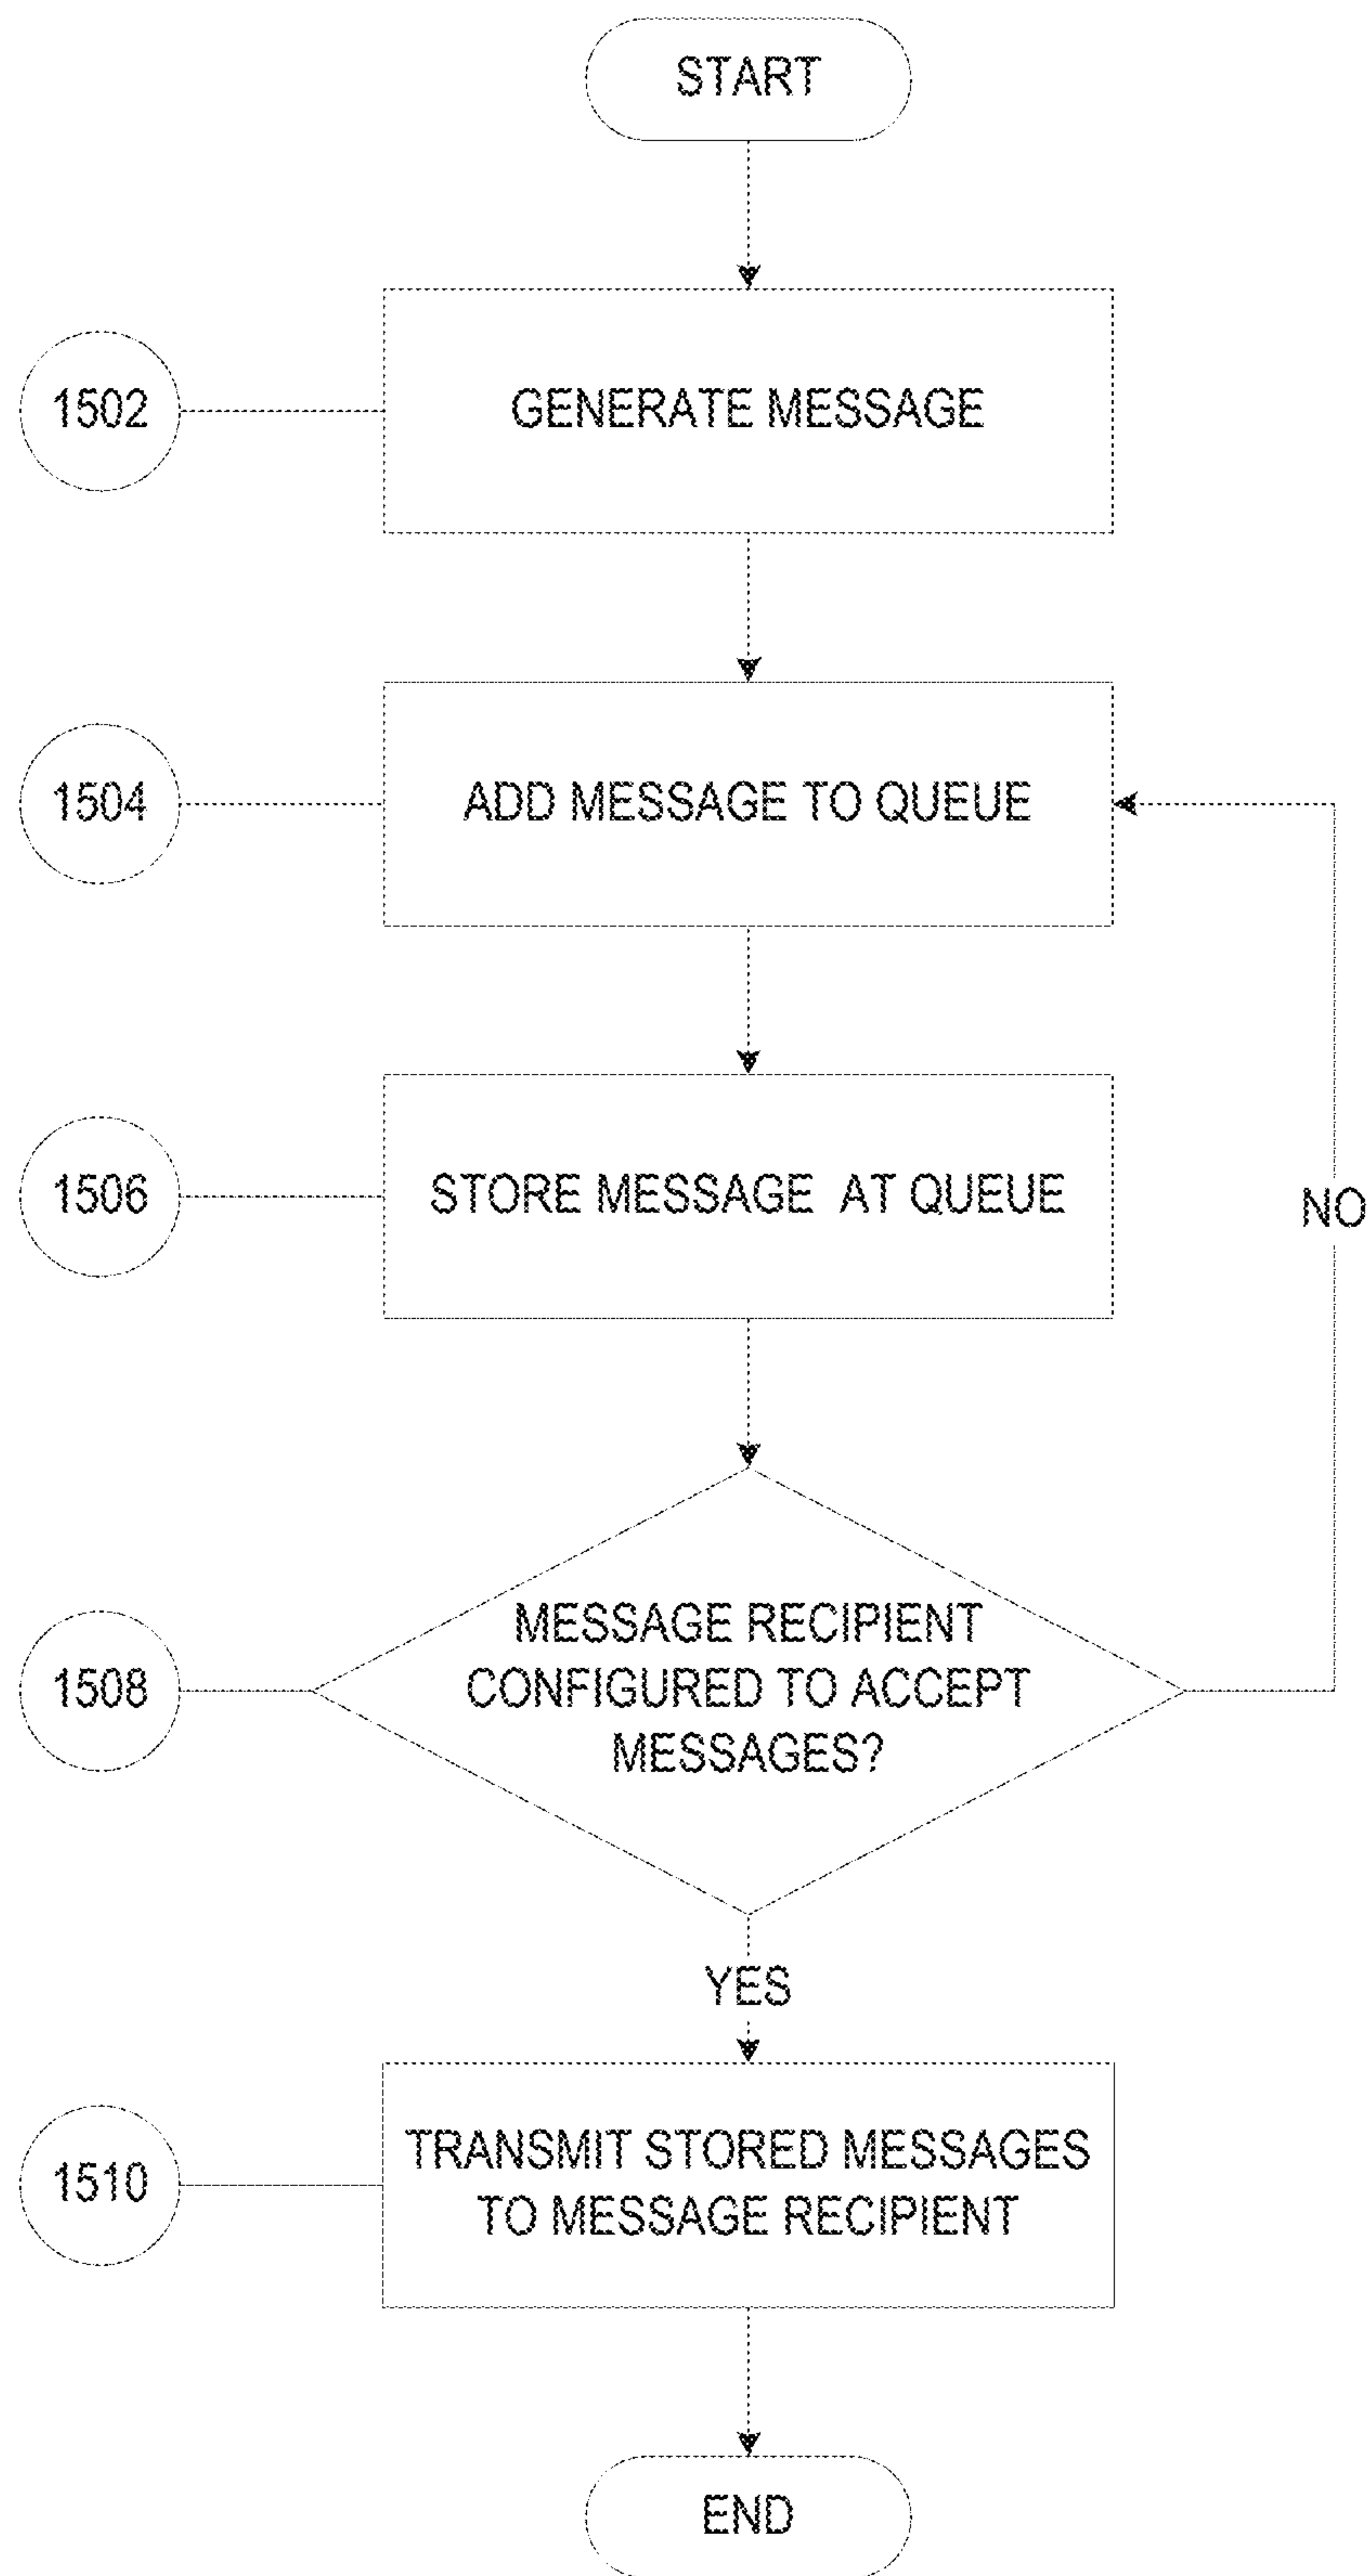 START
1502
GENERATE MESSAGE
1504
ADD MESSAGE TO QUEUE
1506
STORE MESSAGE AT QUEUE
NO
1508
MESSAGE RECIPIENT
CONFIGURED TO ACCEPT
MESSAGES?
YES
1510
TRANSMIT STORED MESSAGES
TO MESSAGE RECIPIENT
END